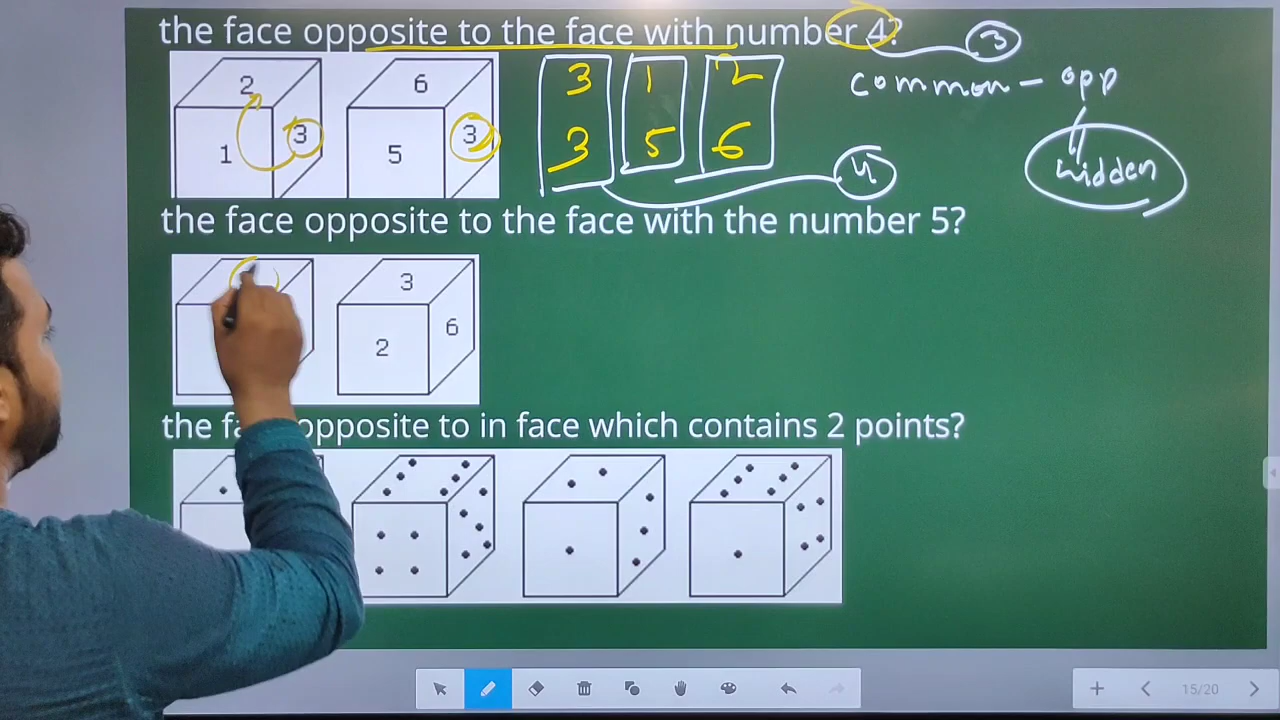 the face opposite to the face with number 4?
3
common - opp
hidden
2
1
3
6
5
3
3 1 2
3 5 6
4
the face opposite to the face with the number 5?
3
2
6
the opposite to in face which contains 2 points?
15/20